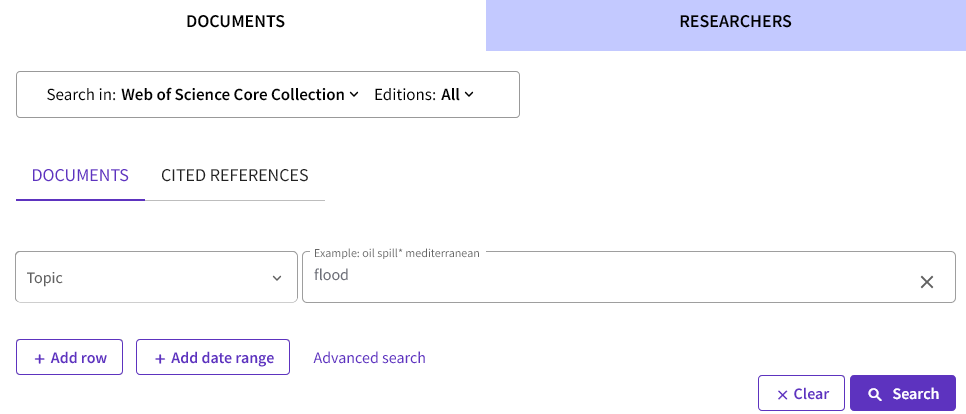 DOCUMENTS RESEARCHERS
Search in: Web of Science Core Collection Editions: All
DOCUMENTS CITED REFERENCES
Example: oil spill* mediterranean
Topic flood
+ Add row + Add date range Advanced search
× Clear Search